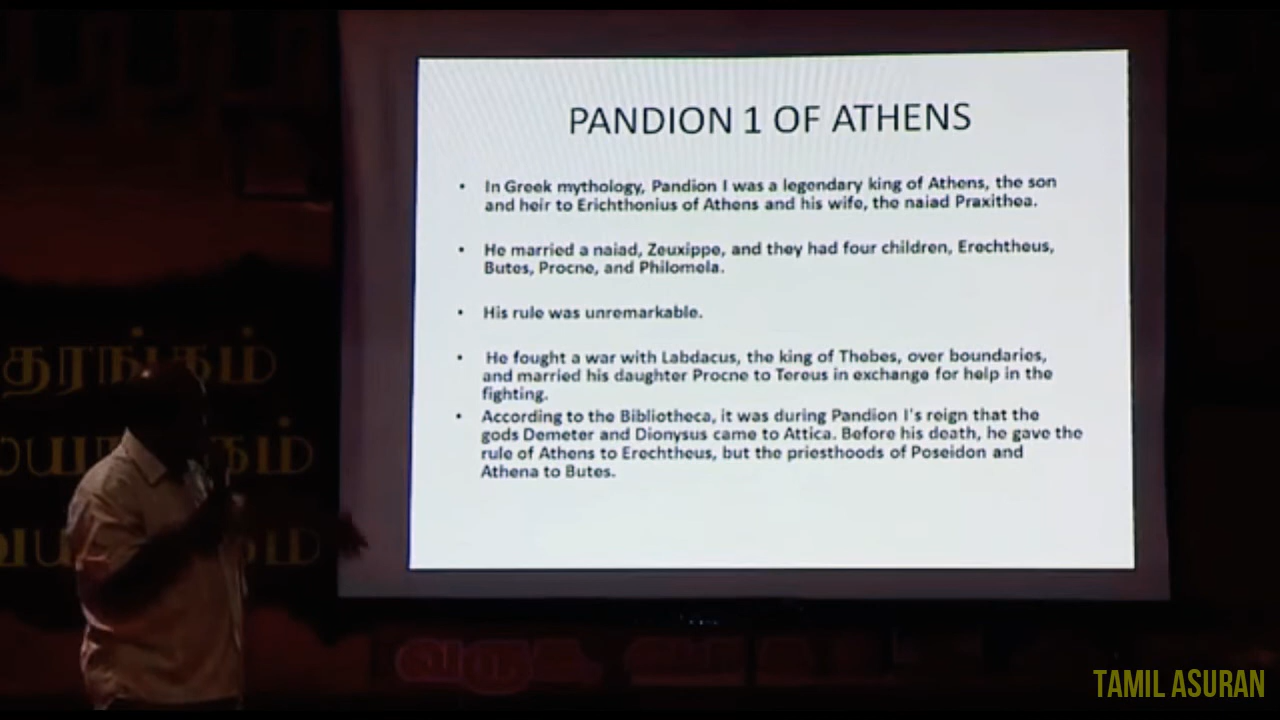 PANDION 1 OF ATHENS
• In Greek mythology, Pandion I was a legendary king of Athens, the son
and heir to Erichthonius of Athens and his wife, the naiad Praxithea.
• He married a naiad, Zeuxippe, and they had four children, Erechtheus,
Butes, Procne, and Philomela.
• His rule was unremarkable.
• He fought a war with Labdacus, the king of Thebes, over boundaries,
and married his daughter Procne to Tereus in exchange for help in the
fighting.
• According to the Bibliotheca, it was during Pandion I's reign that the
gods Demeter and Dionysus came to Attica. Before his death, he gave the
rule of Athens to Erechtheus, but the priesthoods of Poseidon and
Athena to Butes.
தரங்கம்
TAMIL ASURAN